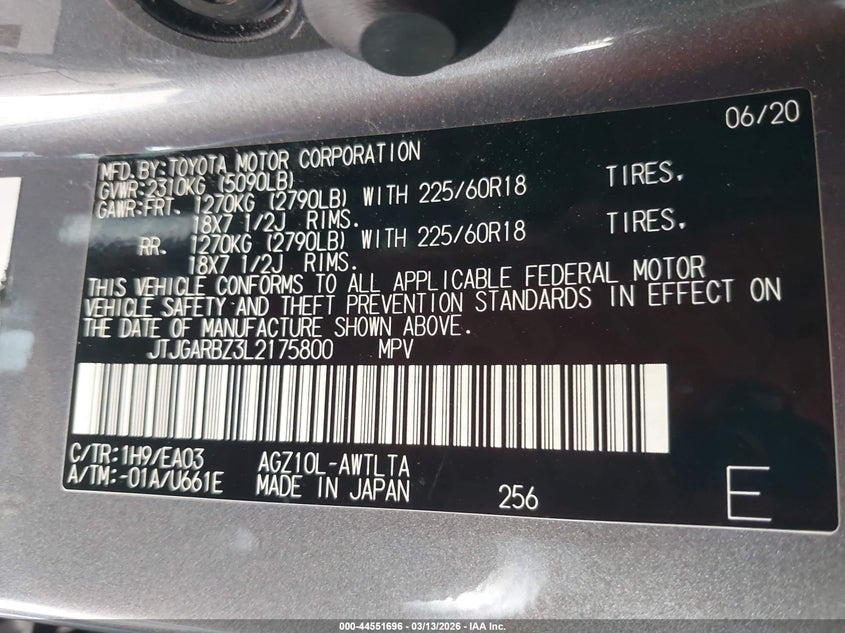 06/20
MFD.BY:TOYOTA MOTOR CORPORATION
GVWR:2310KG (5090LB)
GAWR:FRT. 1270KG (2790LB) WITH 225/60R18 TIRES,
18X7 1/2J RIMS.
RR. 1270KG (2790LB) WITH 225/60R18 TIRES,
18X7 1/2J RIMS.
THIS VEHICLE CONFORMS TO ALL APPLICABLE FEDERAL MOTOR
VEHICLE SAFETY AND THEFT PREVENTION STANDARDS IN EFFECT ON
THE DATE OF MANUFACTURE SHOWN ABOVE.
JTJGARBZ3L2175800 MPV
C/TR:1H9/EA03 AGZ10L-AWTLTA
A/TM:-01A/U661E MADE IN JAPAN 256 E
000-44551696 - 03/13/2026 - IAA Inc.